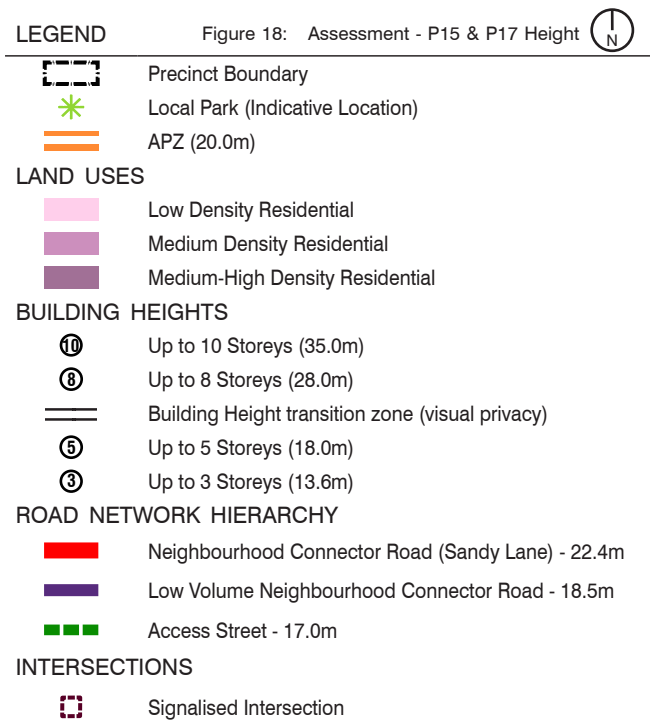 LEGEND Figure 18: Assessment - P15 & P17 Height N
Precinct Boundary
Local Park (Indicative Location)
APZ (20.0m)
LAND USES
Low Density Residential
Medium Density Residential
Medium-High Density Residential
BUILDING HEIGHTS
10 Up to 10 Storeys (35.0m)
8 Up to 8 Storeys (28.0m)
Building Height transition zone (visual privacy)
5 Up to 5 Storeys (18.0m)
3 Up to 3 Storeys (13.6m)
ROAD NETWORK HIERARCHY
Neighbourhood Connector Road (Sandy Lane) - 22.4m
Low Volume Neighbourhood Connector Road - 18.5m
Access Street - 17.0m
INTERSECTIONS
Signalised Intersection